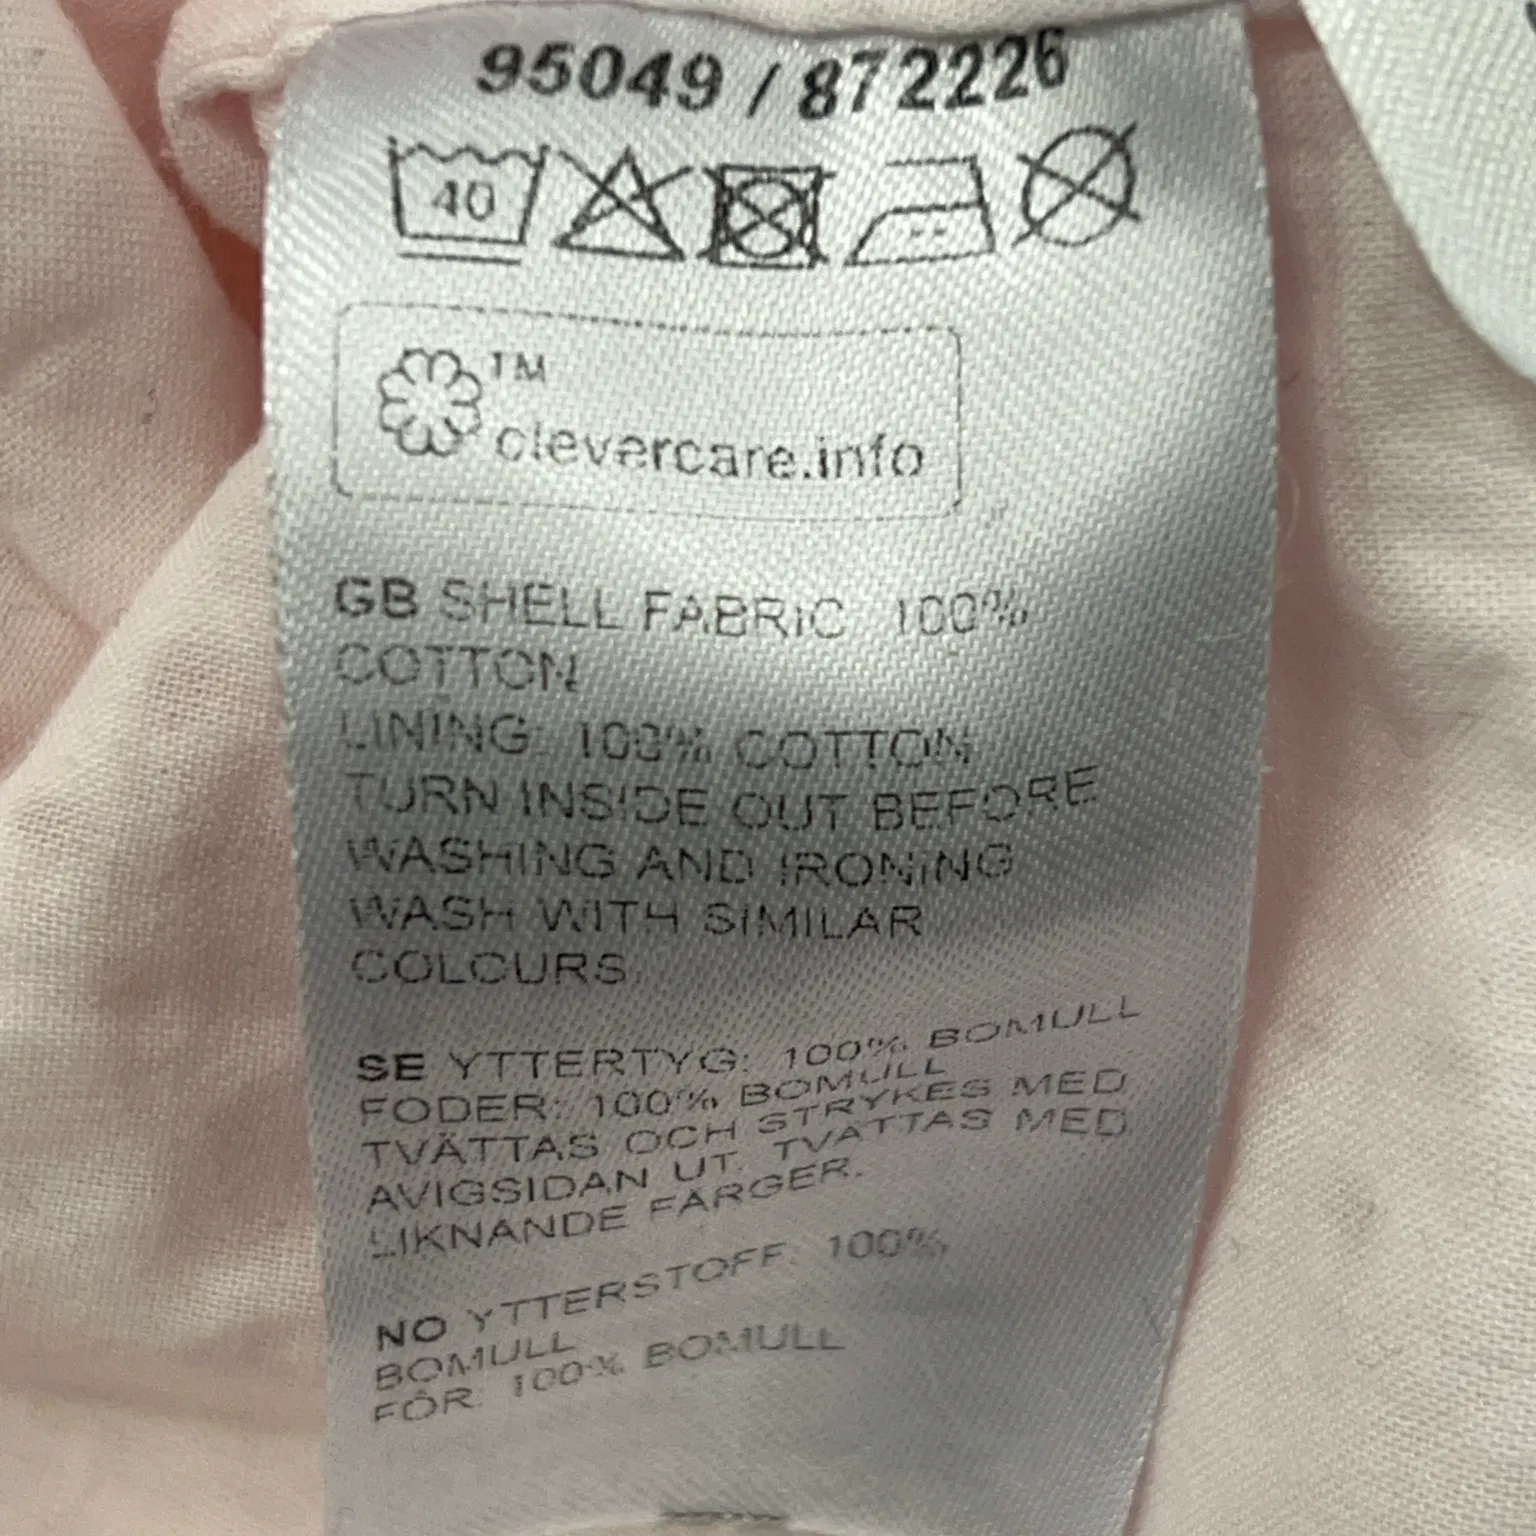 95049 / 872226
40
TM
clevercare.info
GB SHELL FABRIC: 100%
COTTON
LINING: 100% COTTON
TURN INSIDE OUT BEFORE
WASHING AND IRONING
WASH WITH SIMILAR
COLOURS
SE YTTERTYG: 100% BOMULL
FODER: 100% BOMULL
TVÄTTAS OCH STRYKES MED
AVIGSIDAN UT. TVÄTTAS MED
LIKNANDE FÄRGER.
NO YTTERSTOFF: 100%
BOMULL
FÔR: 100% BOMULL